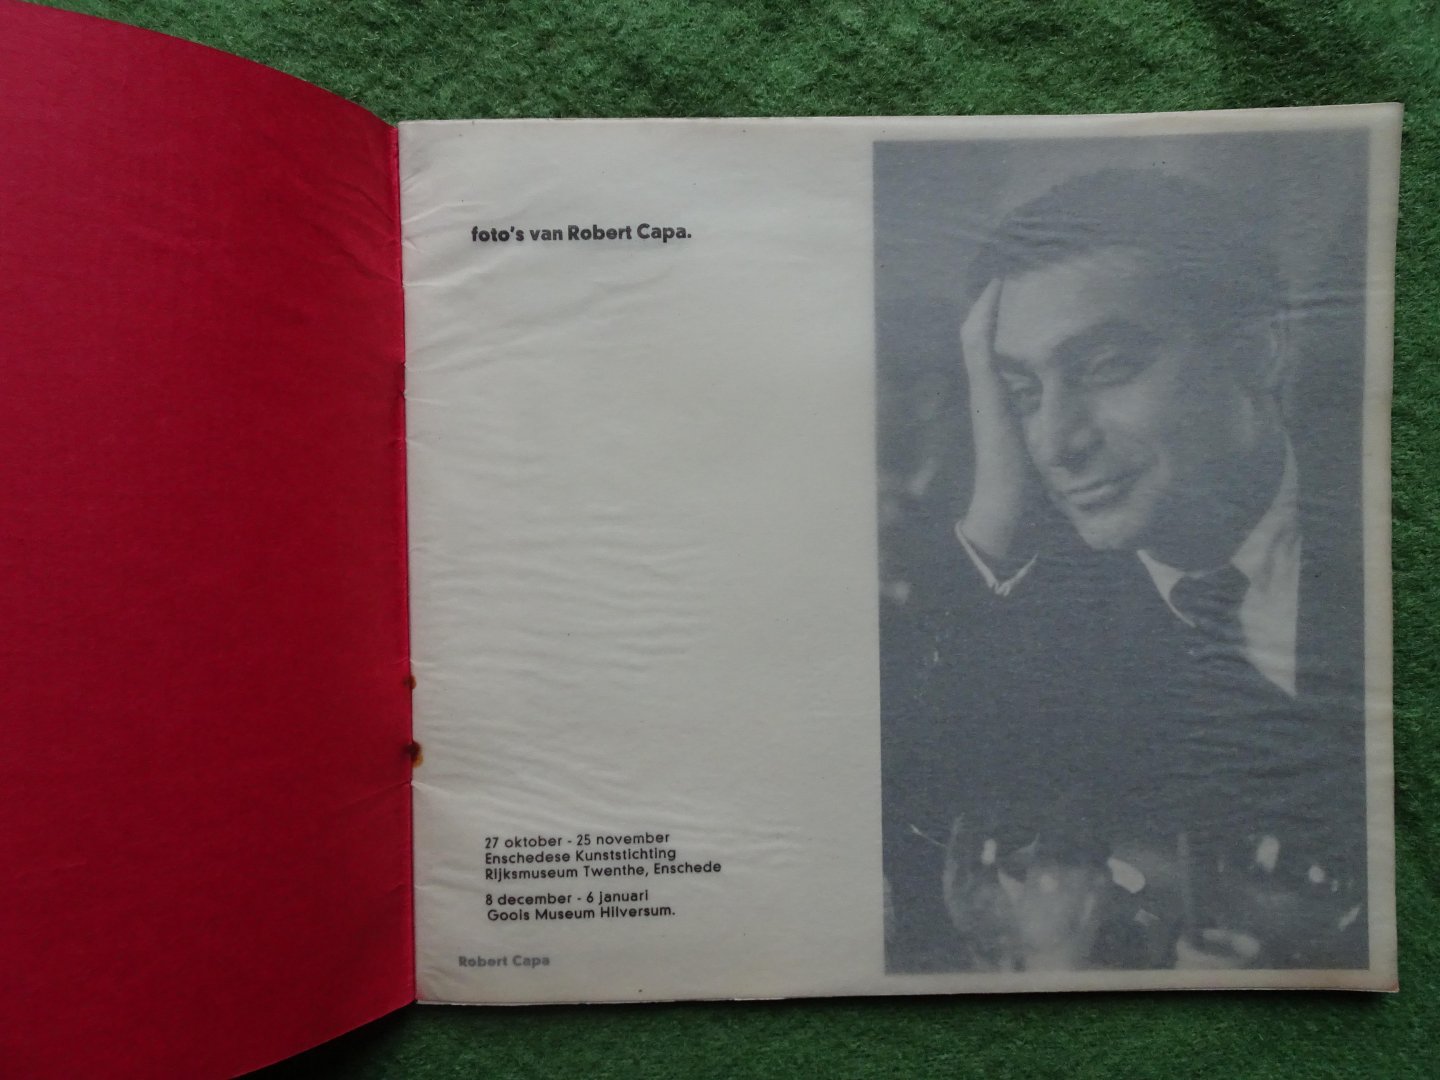 foto's van Robert Capa.
27 oktober - 25 november
Enschedese Kunststichting
Rijksmuseum Twenthe, Enschede
8 december - 6 januari
Goois Museum Hilversum.
Robert Capa